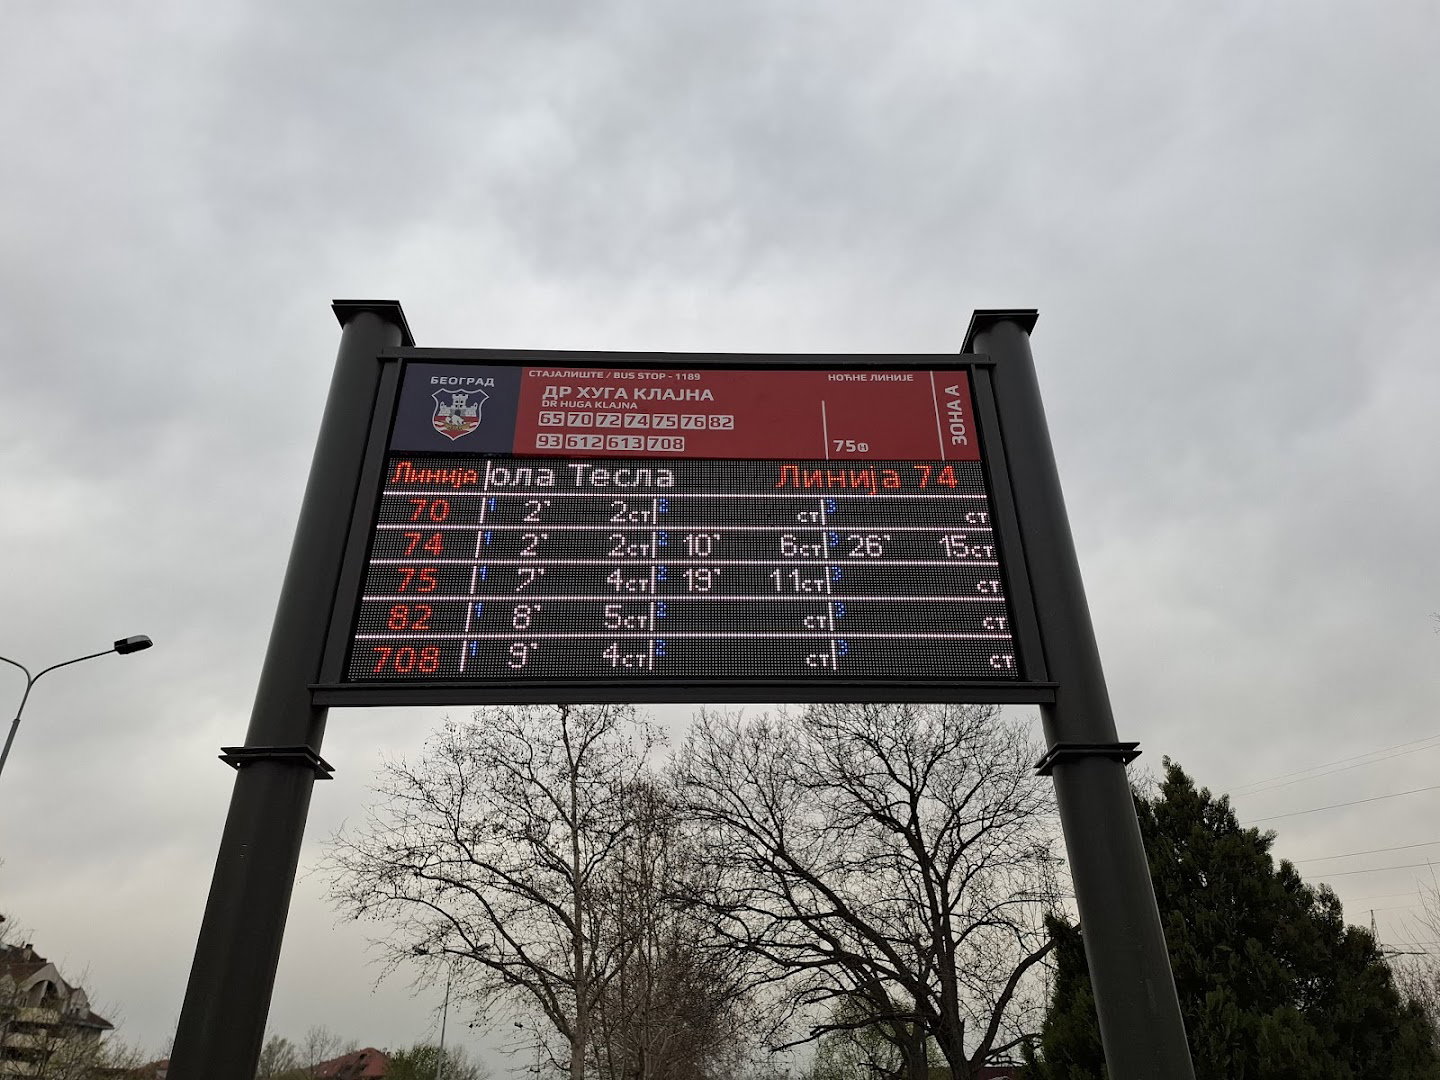 БЕОГРАД
СТАЈАЛИШТЕ / BUS STOP - 1189
ДР ХУГА КЛАЈНА
DR HUGA KLAJNA
65 70 72 74 75 76 82
93 612 613 708
НОЋНЕ ЛИНИЈЕ
75Н
ЗОНА А
Линија ола Тесла Линија 74
70 1 2' 2ст 2 ст 3 ст
74 1 2' 2ст 2 10' 6ст 3 26' 15ст
75 1 7' 4ст 2 19' 11ст 3 ст
82 1 8' 5ст 2 ст 3 ст
708 1 9' 4ст 2 ст 3 ст